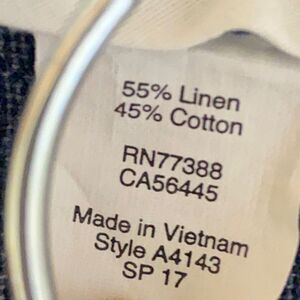 55% Linen
45% Cotton
RN77388
CA56445
Made in Vietnam
Style A4143
SP 17